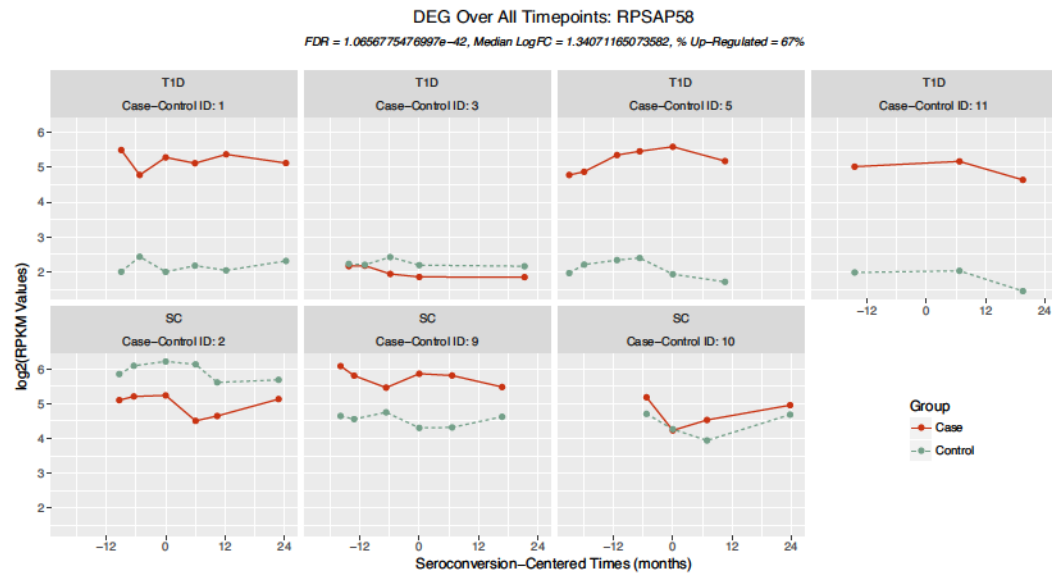 DEG Over All Timepoints: RPSAP58
FDR = 1.0656775476997e−42, Median LogFC = 1.34071165073582, % Up−Regulated = 67%
T1D
Case−Control ID: 1
T1D
Case−Control ID: 3
T1D
Case−Control ID: 5
T1D
Case−Control ID: 11
6
5
4
3
2
−12 0 12 24
SC
Case−Control ID: 2
SC
Case−Control ID: 9
SC
Case−Control ID: 10
6
5
4
3
2
−12 0 12 24
−12 0 12 24
−12 0 12 24
log2(RPKM Values)
Seroconversion−Centered Times (months)
Group
Case
Control